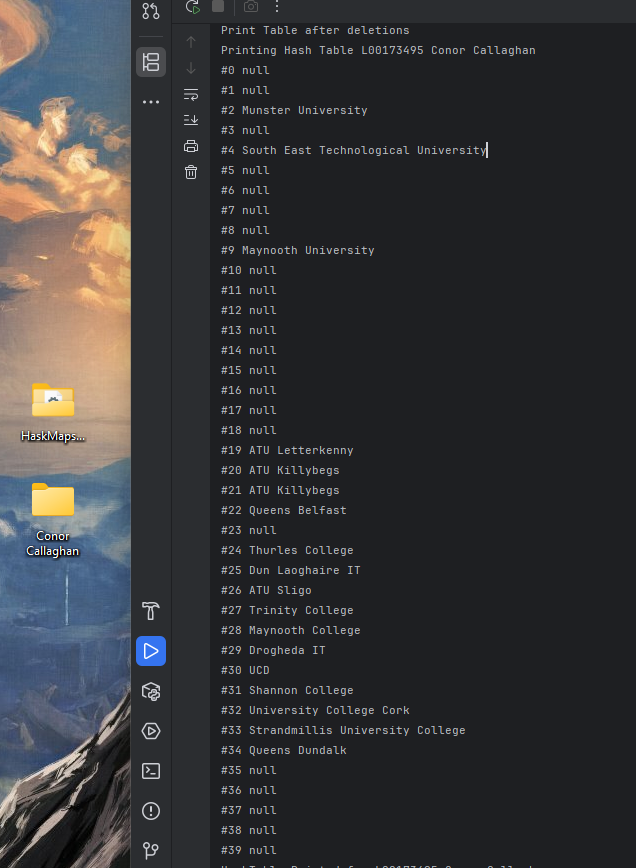 Print Table after deletions
Printing Hash Table L00173495 Conor Callaghan
#0 null
#1 null
#2 Munster University
#3 null
#4 South East Technological University
#5 null
#6 null
#7 null
#8 null
#9 Maynooth University
#10 null
#11 null
#12 null
#13 null
#14 null
#15 null
#16 null
#17 null
#18 null
#19 ATU Letterkenny
#20 ATU Killybegs
#21 ATU Killybegs
#22 Queens Belfast
#23 null
#24 Thurles College
#25 Dun Laoghaire IT
#26 ATU Sligo
#27 Trinity College
#28 Maynooth College
#29 Drogheda IT
#30 UCD
#31 Shannon College
#32 University College Cork
#33 Strandmillis University College
#34 Queens Dundalk
#35 null
#36 null
#37 null
#38 null
#39 null
HaskMaps...
Conor
Callaghan